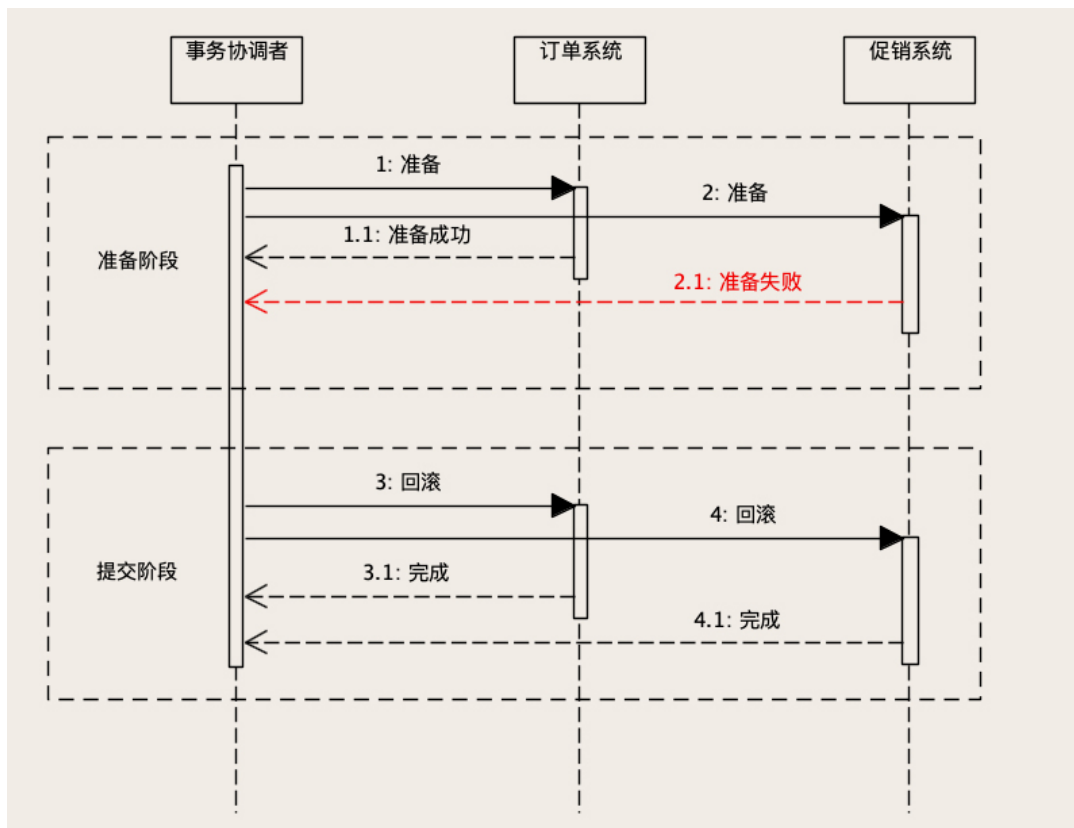 事务协调者
订单系统
促销系统
1: 准备
2: 准备
1.1: 准备成功
准备阶段
2.1: 准备失败
3: 回滚
4: 回滚
提交阶段
3.1: 完成
4.1: 完成